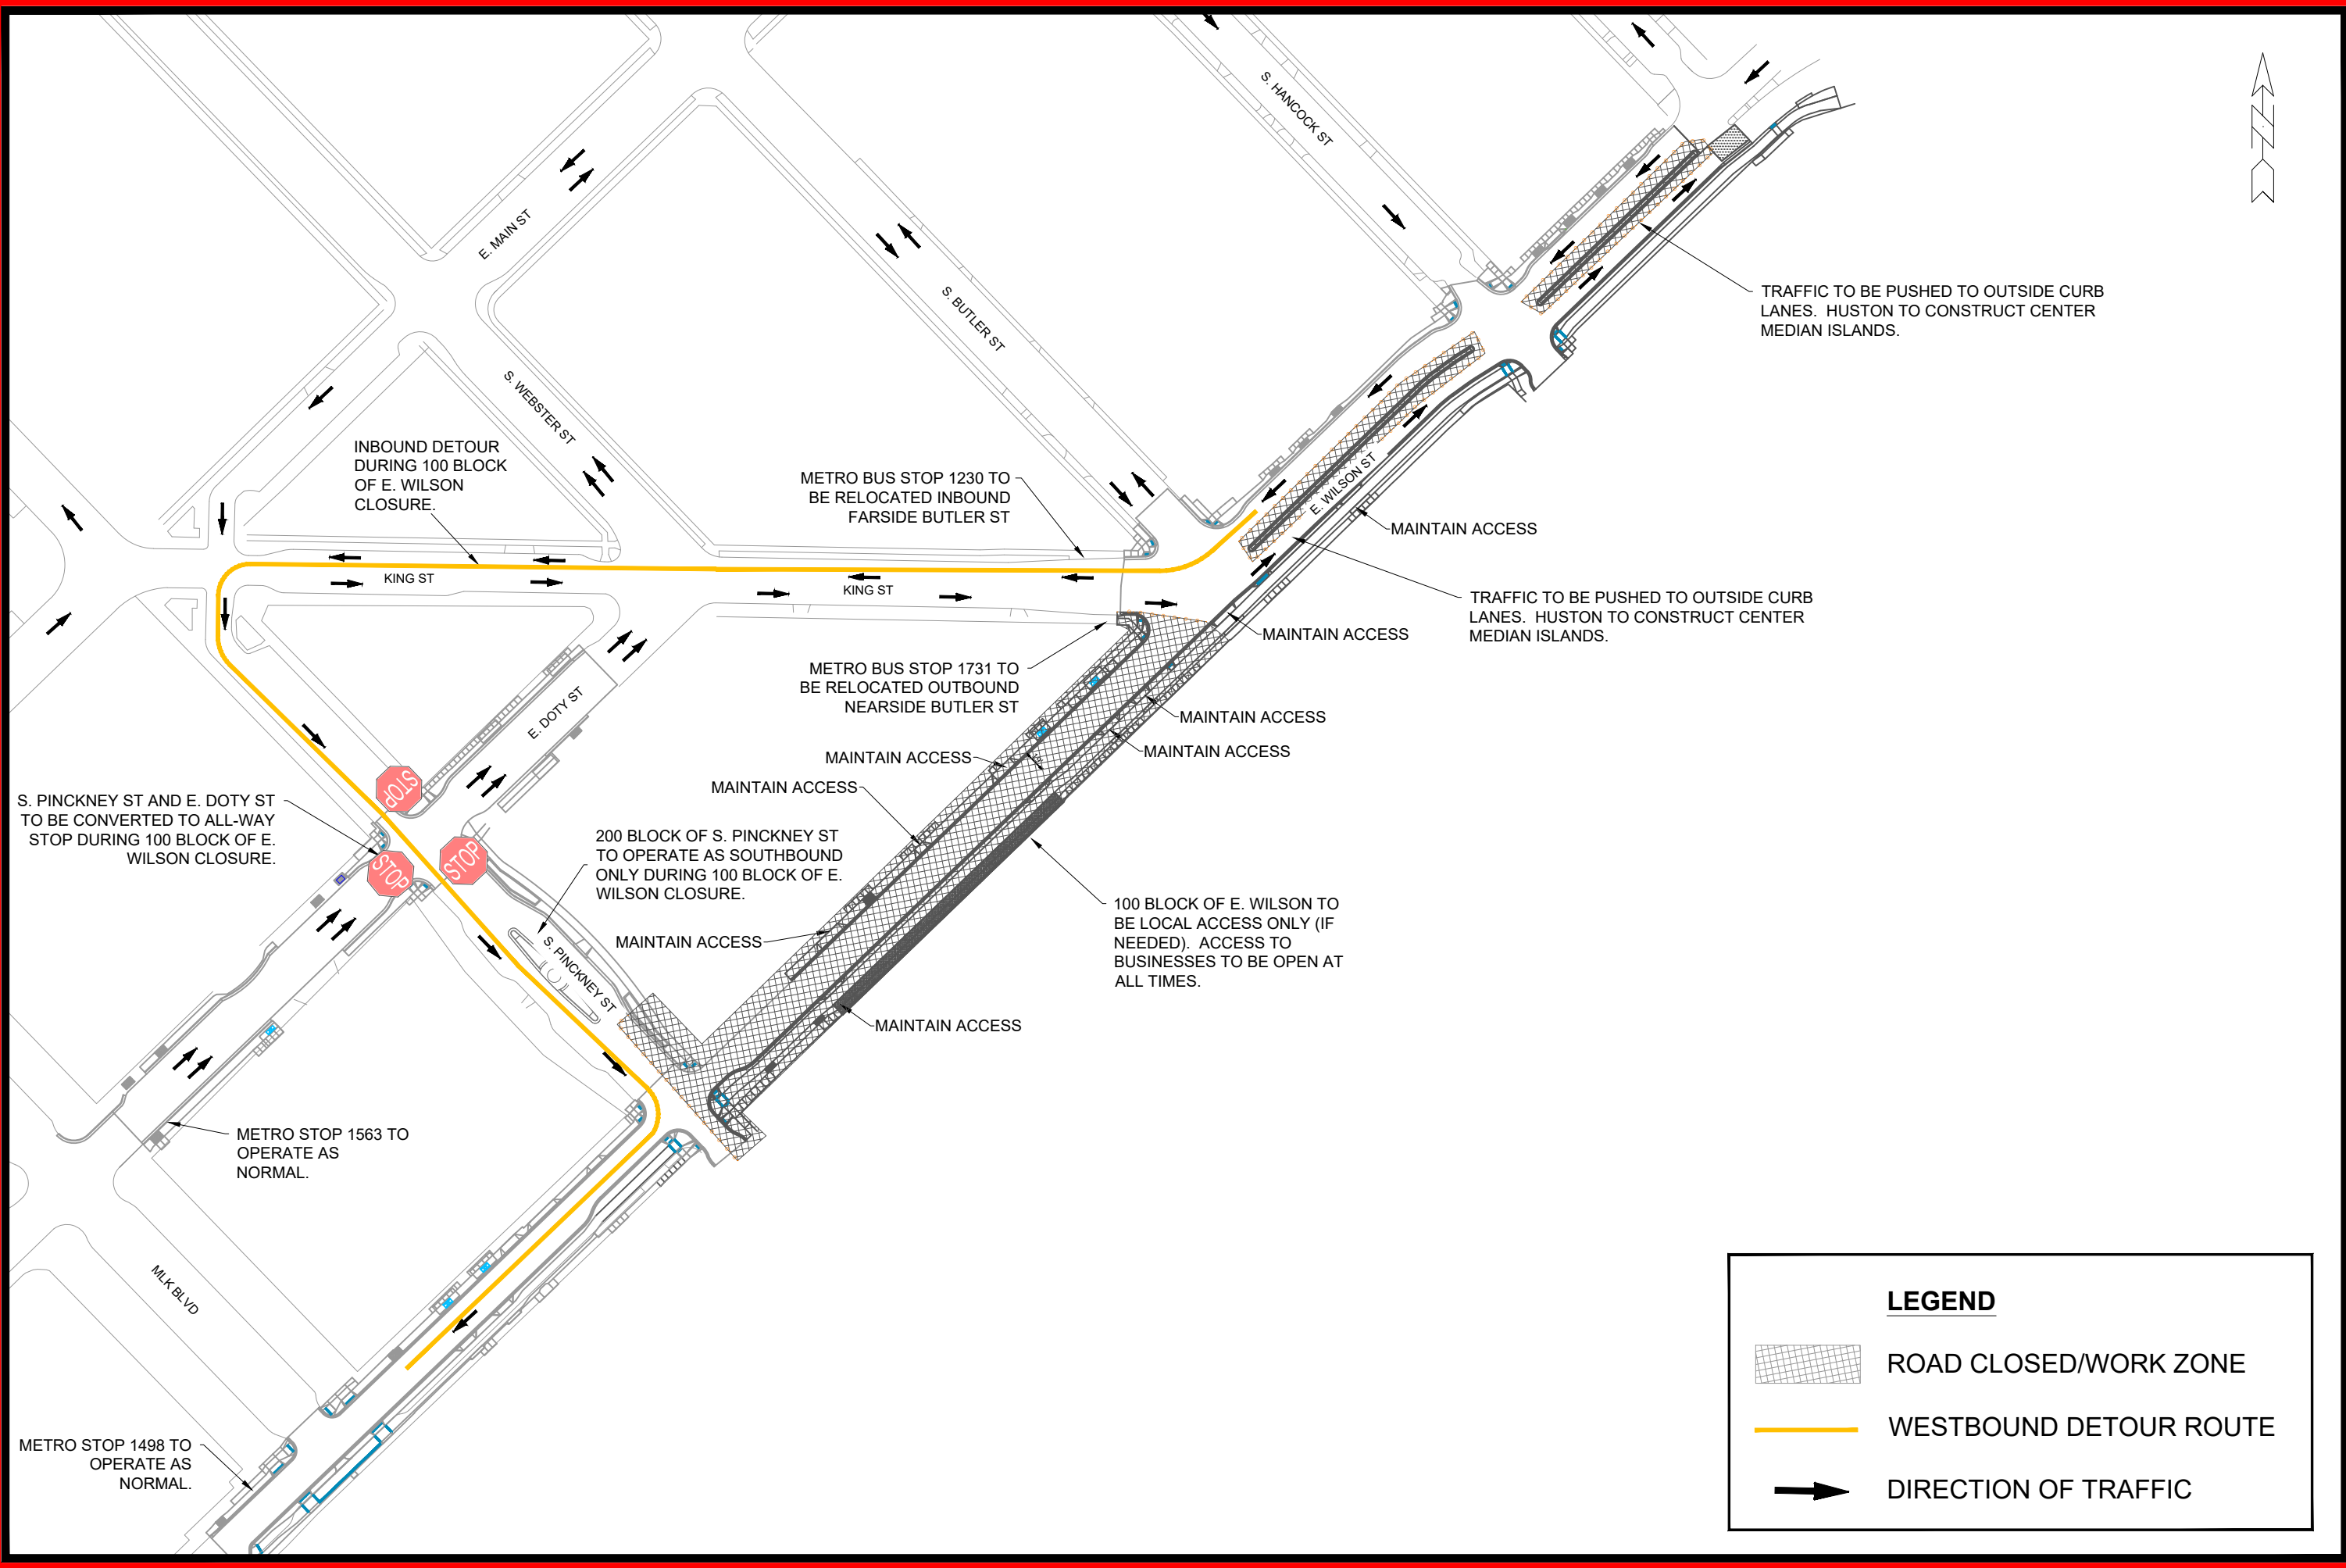 S. HANCOCK ST
E. MAIN ST
S. BUTLER ST
TRAFFIC TO BE PUSHED TO OUTSIDE CURB
LANES. HUSTON TO CONSTRUCT CENTER
MEDIAN ISLANDS.
S. WEBSTER ST
INBOUND DETOUR
DURING 100 BLOCK
OF E. WILSON
CLOSURE.
METRO BUS STOP 1230 TO
BE RELOCATED INBOUND
FARSIDE BUTLER ST
E. WILSON ST
MAINTAIN ACCESS
KING ST
KING ST
TRAFFIC TO BE PUSHED TO OUTSIDE CURB
LANES. HUSTON TO CONSTRUCT CENTER
MEDIAN ISLANDS.
MAINTAIN ACCESS
METRO BUS STOP 1731 TO
BE RELOCATED OUTBOUND
NEARSIDE BUTLER ST
E. DOTY ST
MAINTAIN ACCESS
MAINTAIN ACCESS
MAINTAIN ACCESS
MAINTAIN ACCESS
STOP
S. PINCKNEY ST AND E. DOTY ST
TO BE CONVERTED TO ALL-WAY
STOP DURING 100 BLOCK OF E.
WILSON CLOSURE.
STOP
STOP
200 BLOCK OF S. PINCKNEY ST
TO OPERATE AS SOUTHBOUND
ONLY DURING 100 BLOCK OF E.
WILSON CLOSURE.
MAINTAIN ACCESS
S. PINCKNEY ST
100 BLOCK OF E. WILSON TO
BE LOCAL ACCESS ONLY (IF
NEEDED). ACCESS TO
BUSINESSES TO BE OPEN AT
ALL TIMES.
MAINTAIN ACCESS
METRO STOP 1563 TO
OPERATE AS
NORMAL.
MLK BLVD
METRO STOP 1498 TO
OPERATE AS
NORMAL.
LEGEND
ROAD CLOSED/WORK ZONE
WESTBOUND DETOUR ROUTE
DIRECTION OF TRAFFIC